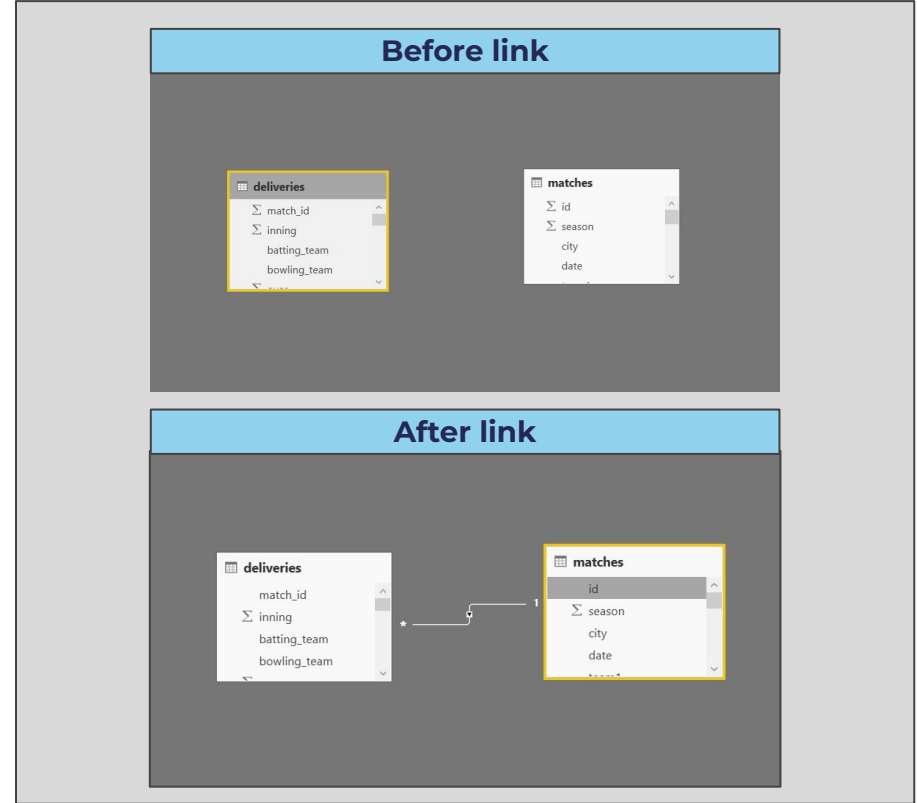 Before link
deliveries
Σ match_id
Σ inning
batting_team
bowling_team
Σ
matches
Σ id
Σ season
city
date
After link
deliveries
match_id
Σ inning
batting_team
bowling_team
Σ
* 1
matches
id
Σ season
city
date